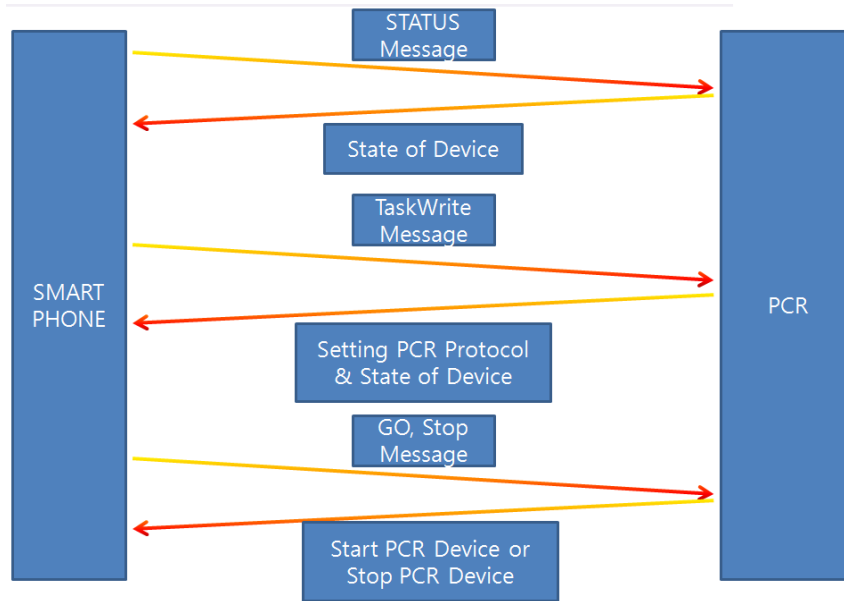 STATUS
Message
State of Device
TaskWrite
Message
SMART
PHONE
PCR
Setting PCR Protocol
& State of Device
GO, Stop
Message
Start PCR Device or
Stop PCR Device